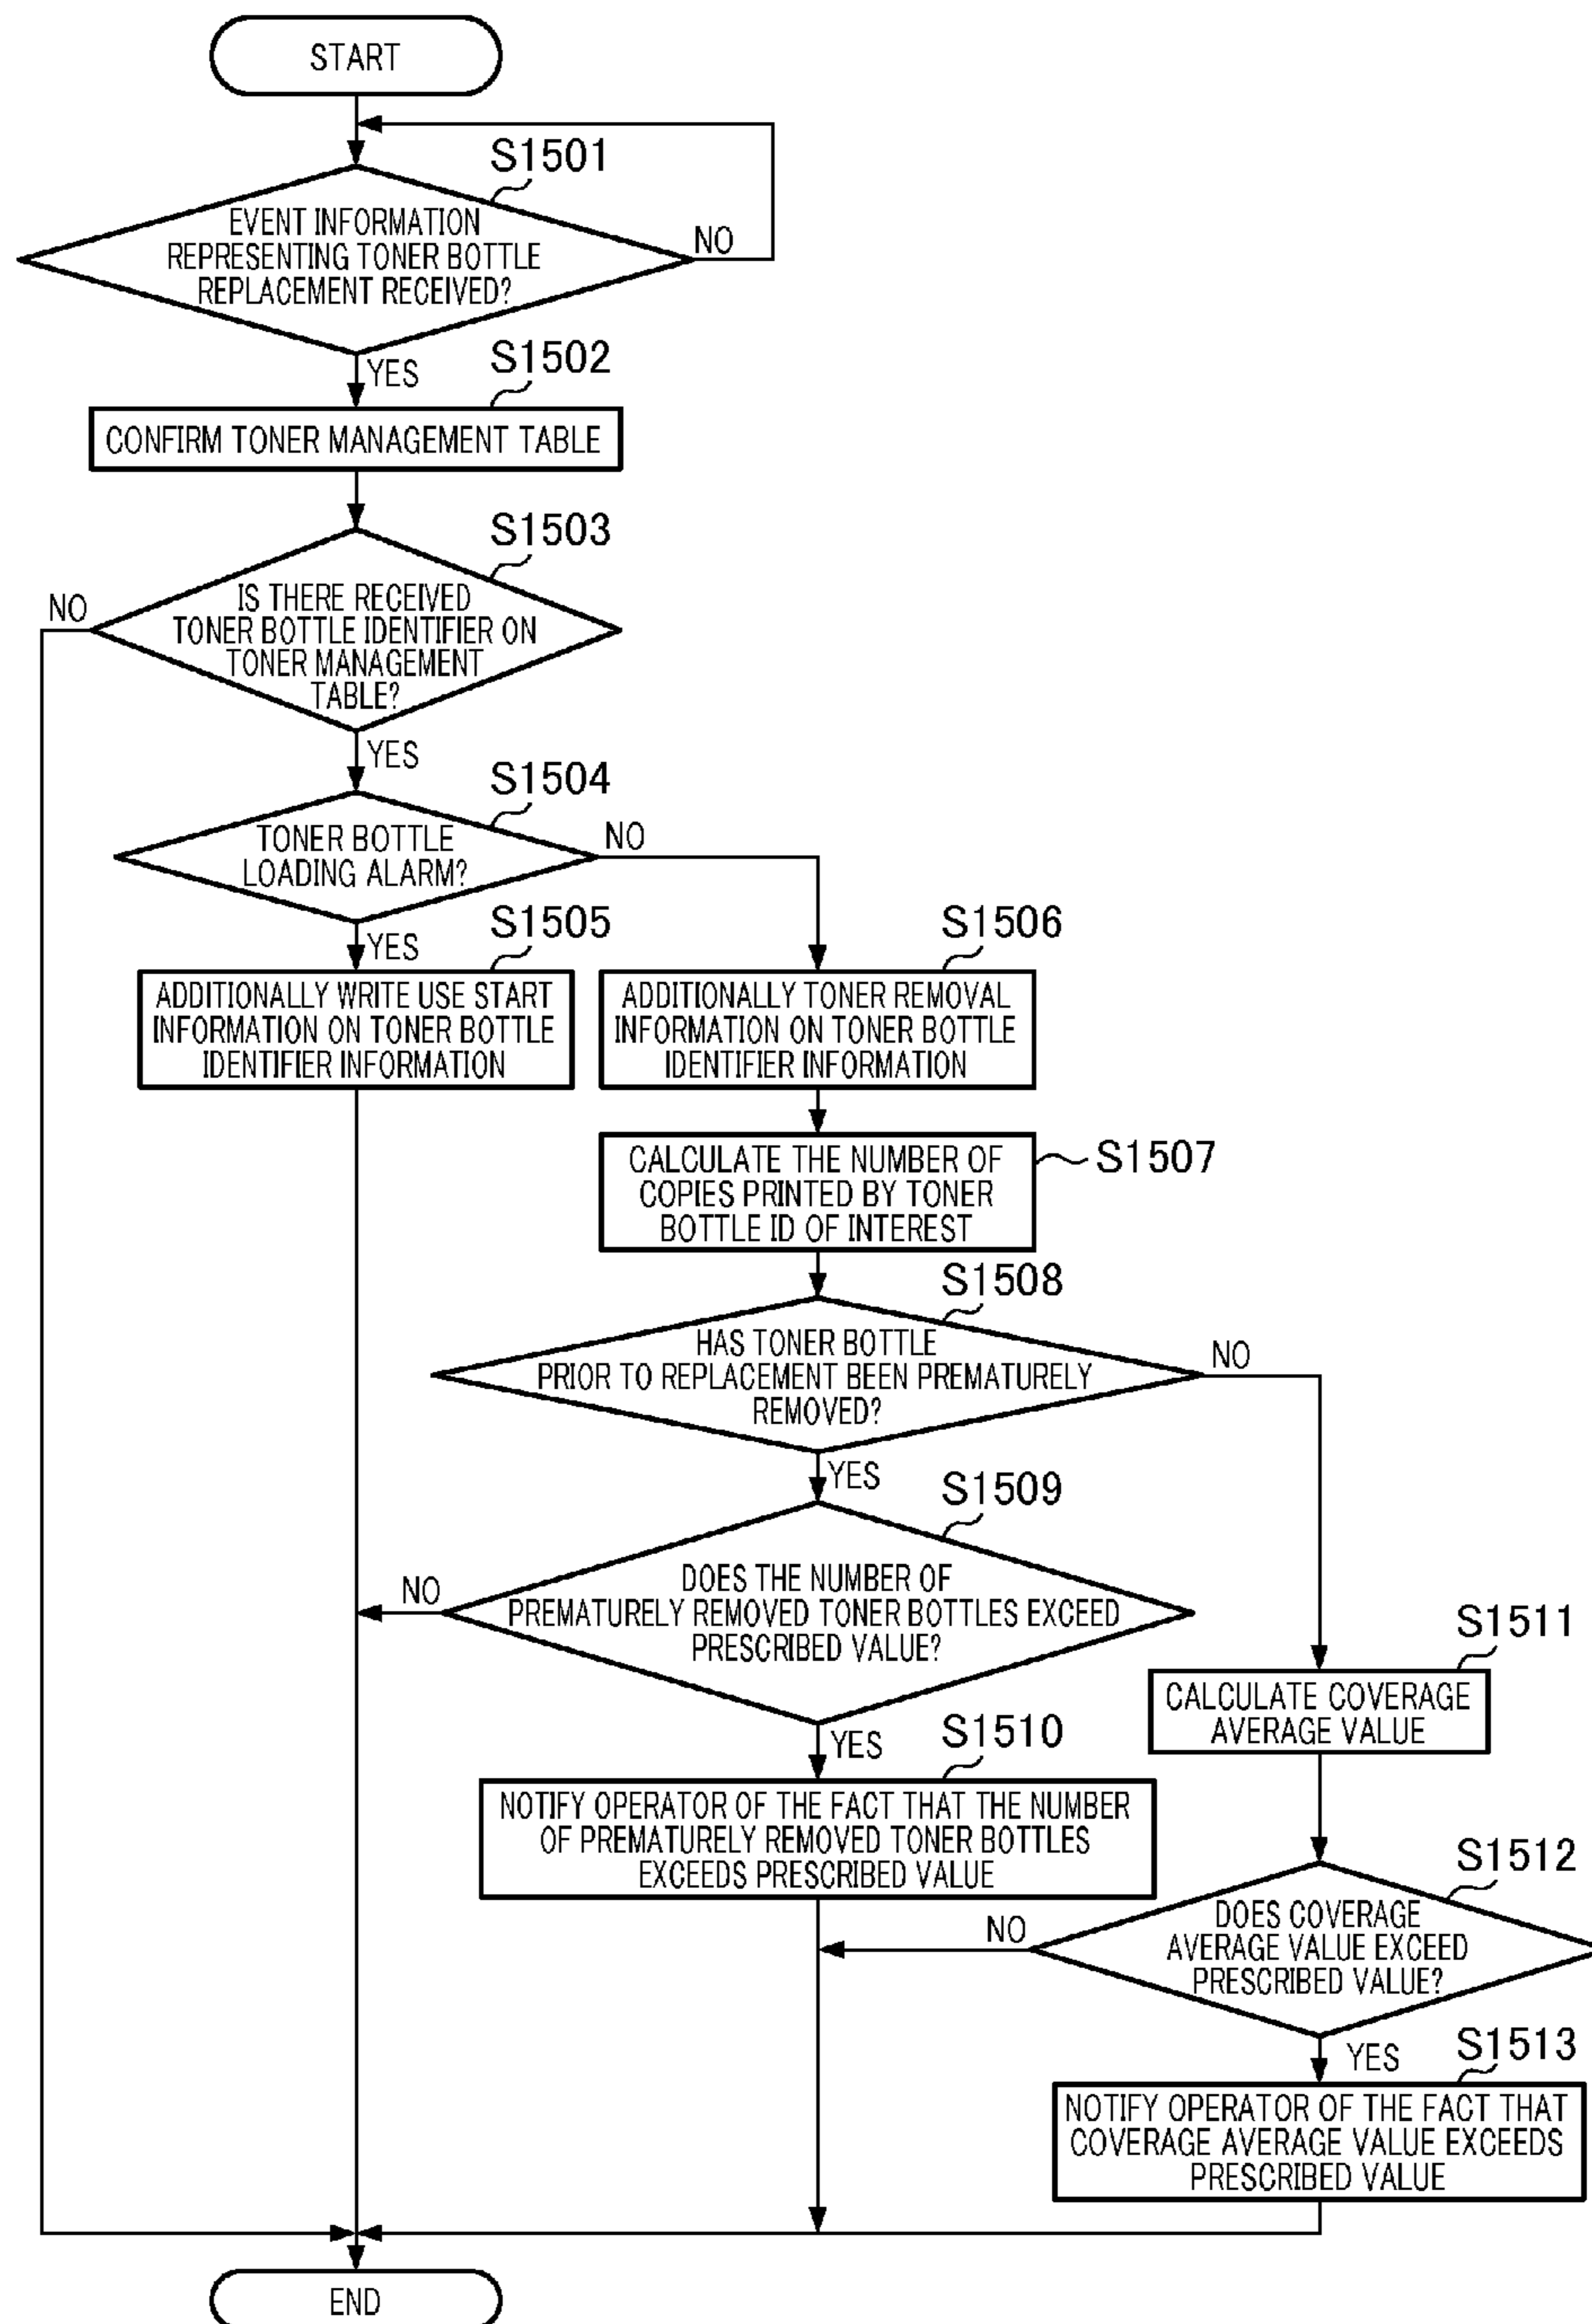 START
S1501
EVENT INFORMATION
REPRESENTING TONER BOTTLE
REPLACEMENT RECEIVED?
NO
YES
S1502
CONFIRM TONER MANAGEMENT TABLE
S1503
IS THERE RECEIVED
TONER BOTTLE IDENTIFIER ON
TONER MANAGEMENT
TABLE?
NO
YES
S1504
TONER BOTTLE
LOADING ALARM?
NO
YES
S1505
ADDITIONALLY WRITE USE START
INFORMATION ON TONER BOTTLE
IDENTIFIER INFORMATION
S1506
ADDITIONALLY TONER REMOVAL
INFORMATION ON TONER BOTTLE
IDENTIFIER INFORMATION
S1507
CALCULATE THE NUMBER OF
COPIES PRINTED BY TONER
BOTTLE ID OF INTEREST
S1508
HAS TONER BOTTLE
PRIOR TO REPLACEMENT BEEN PREMATURELY
REMOVED?
NO
YES
S1509
DOES THE NUMBER OF
PREMATURELY REMOVED TONER BOTTLES EXCEED
PRESCRIBED VALUE?
NO
YES
S1510
NOTIFY OPERATOR OF THE FACT THAT THE NUMBER
OF PREMATURELY REMOVED TONER BOTTLES
EXCEEDS PRESCRIBED VALUE
S1511
CALCULATE COVERAGE
AVERAGE VALUE
S1512
DOES COVERAGE
AVERAGE VALUE EXCEED
PRESCRIBED VALUE?
NO
YES
S1513
NOTIFY OPERATOR OF THE FACT THAT
COVERAGE AVERAGE VALUE EXCEEDS
PRESCRIBED VALUE
END